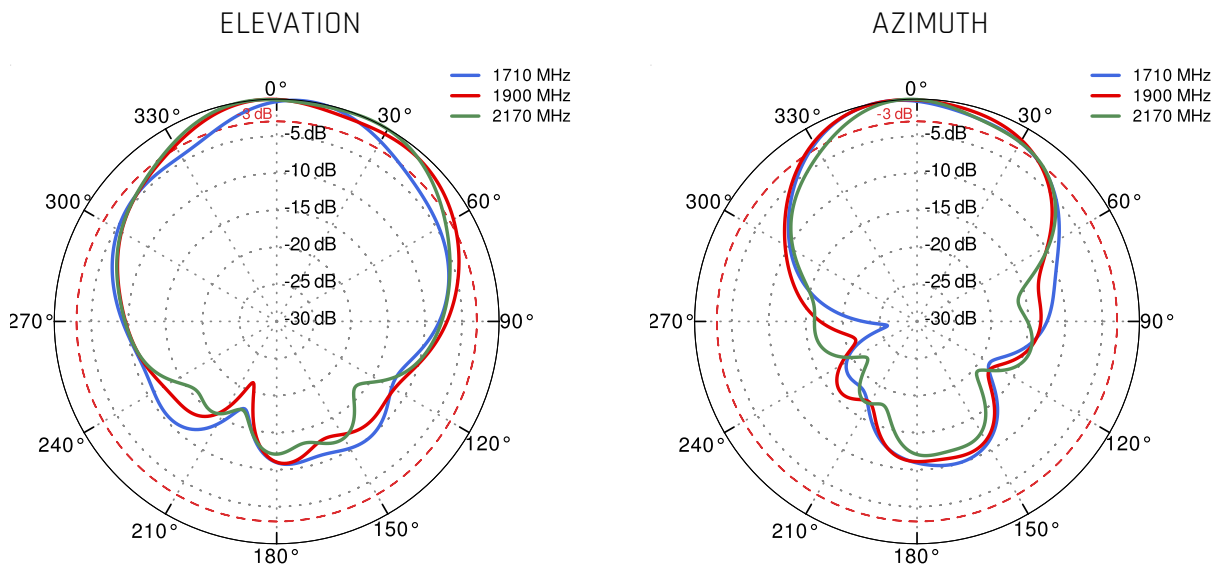 ELEVATION
1710 MHz
1900 MHz
2170 MHz
0°
330°
30°
3 dB
-5 dB
-10 dB
300°
60°
-15 dB
-20 dB
-25 dB
270°
-30 dB
90°
240°
120°
210°
150°
180°
AZIMUTH
1710 MHz
1900 MHz
2170 MHz
0°
330°
30°
-3 dB
-5 dB
-10 dB
300°
60°
-15 dB
-20 dB
-25 dB
270°
-30 dB
90°
240°
120°
210°
150°
180°